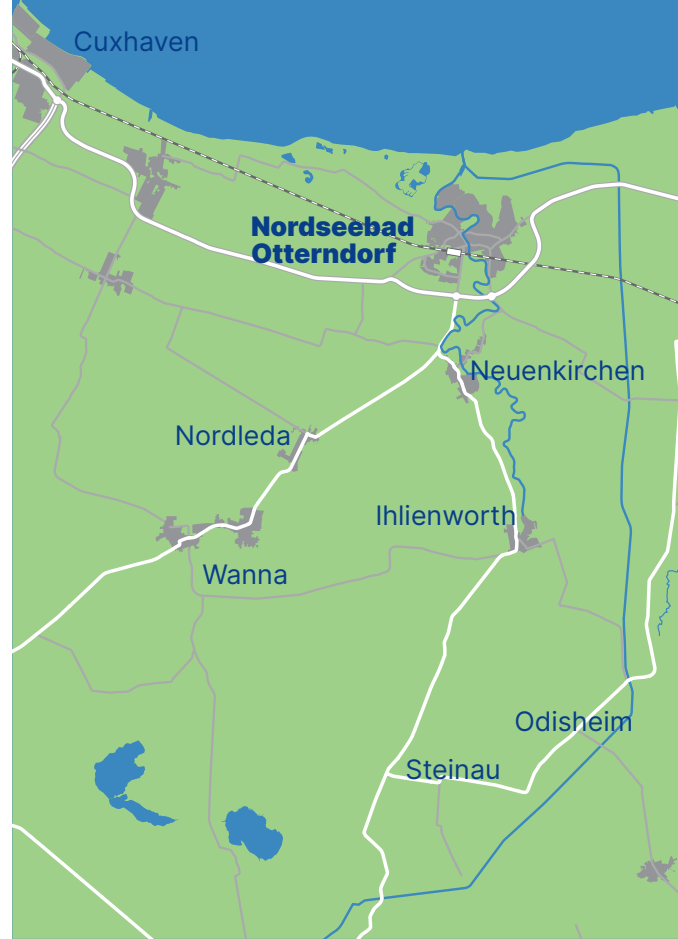 Cuxhaven
Nordseebad
Otterndorf
Neuenkirchen
Nordleda
Ihlienworth
Wanna
Odisheim
Steinau